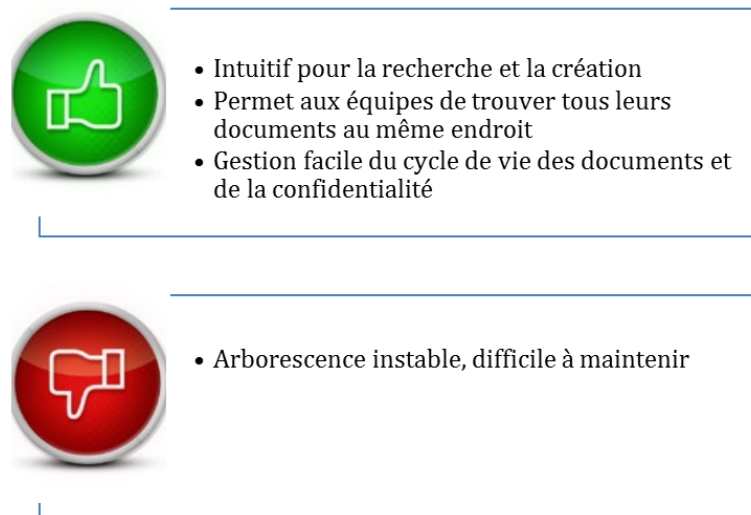 • Intuitif pour la recherche et la création
• Permet aux équipes de trouver tous leurs
documents au même endroit
• Gestion facile du cycle de vie des documents et
de la confidentialité
• Arborescence instable, difficile à maintenir